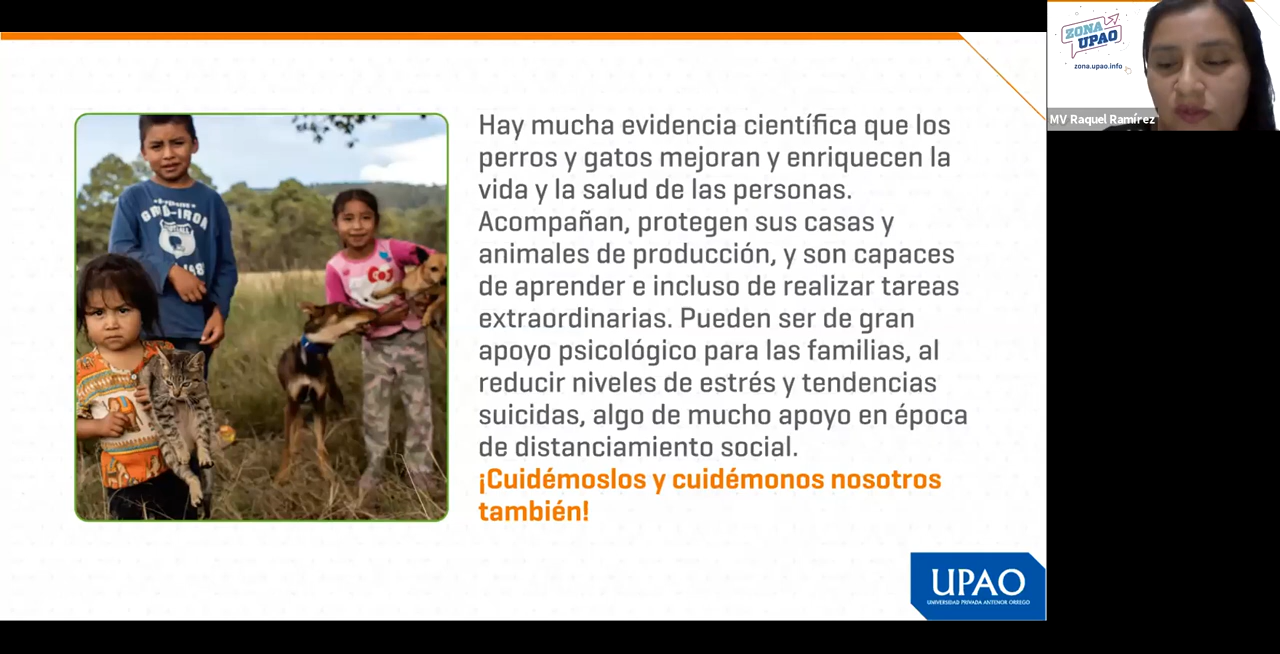 Hay mucha evidencia científica que los
perros y gatos mejoran y enriquecen la
vida y la salud de las personas.
Acompañan, protegen sus casas y
animales de producción, y son capaces
de aprender e incluso de realizar tareas
extraordinarias. Pueden ser de gran
apoyo psicológico para las familias, al
reducir niveles de estrés y tendencias
suicidas, algo de mucho apoyo en época
de distanciamiento social.
¡Cuidémoslos y cuidémonos nosotros
también!
UPAO
UNIVERSIDAD PRIVADA ANTENOR ORREGO
ZONA
UPAO
zona.upao.info
MV Raquel Ramírez